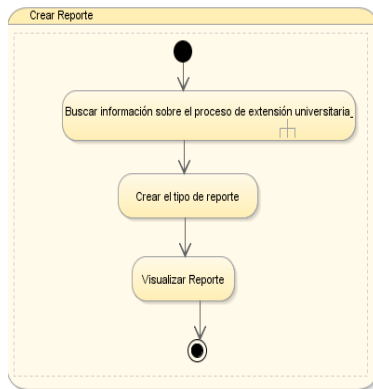 Crear Reporte
Buscar información sobre el proceso de extensión universitaria_
Crear el tipo de reporte
Visualizar Reporte